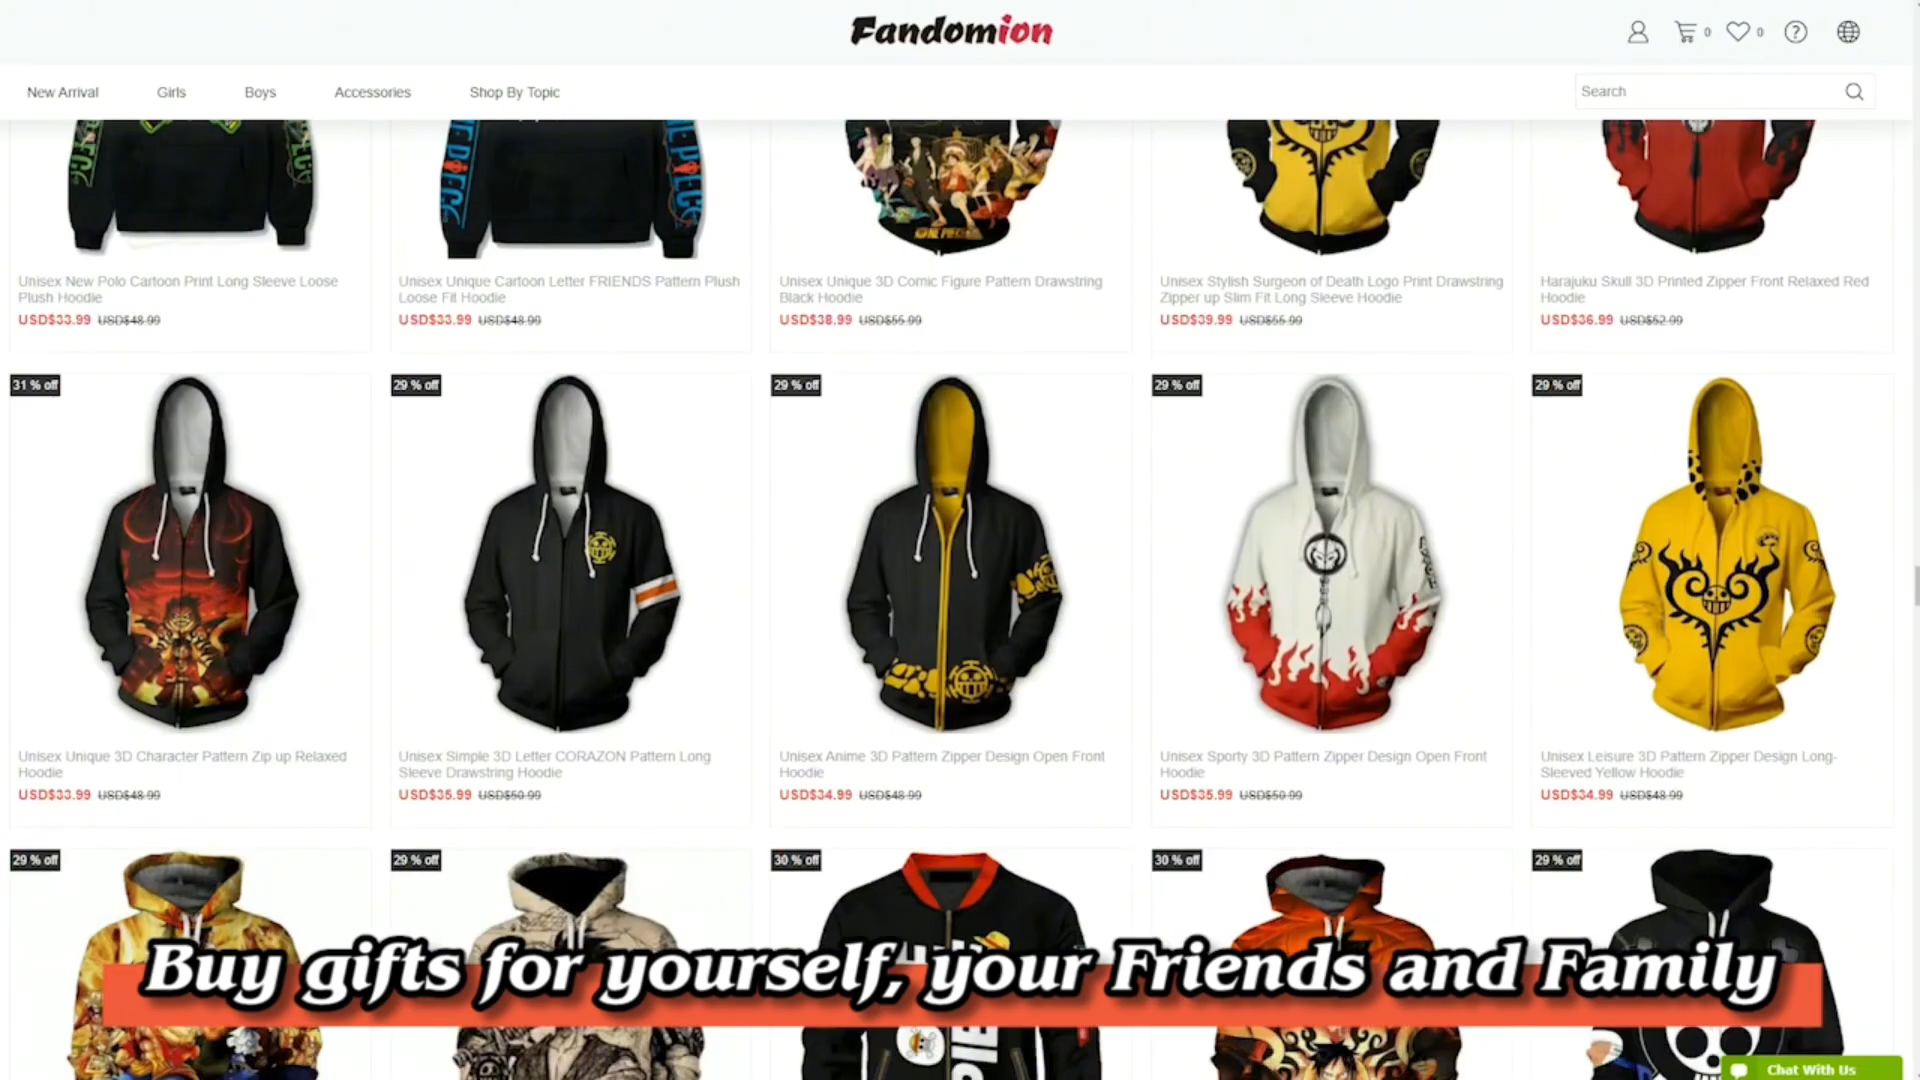 Fandomion
0
0
New Arrival
Girls
Boys
Accessories
Shop By Topic
Search
Unisex New Polo Cartoon Print Long Sleeve Loose
Plush Hoodie
USD$33.99 USD$48.99
Unisex Unique Cartoon Letter FRIENDS Pattern Plush
Loose Fit Hoodie
USD$33.99 USD$48.99
ONE PIECE
Unisex Unique 3D Comic Figure Pattern Drawstring
Black Hoodie
USD$38.99 USD$55.99
Unisex Stylish Surgeon of Death Logo Print Drawstring
Zipper up Slim Fit Long Sleeve Hoodie
USD$39.99 USD$55.99
Harajuku Skull 3D Printed Zipper Front Relaxed Red
Hoodie
USD$36.99 USD$52.99
31 % off
29 % off
29 % off
29 % off
29 % off
Unisex Unique 3D Character Pattern Zip up Relaxed
Hoodie
USD$33.99 USD$48.99
Unisex Simple 3D Letter CORAZON Pattern Long
Sleeve Drawstring Hoodie
USD$35.99 USD$50.99
Unisex Anime 3D Pattern Zipper Design Open Front
Hoodie
USD$34.99 USD$48.99
Unisex Sporty 3D Pattern Zipper Design Open Front
Hoodie
USD$35.99 USD$50.99
Unisex Leisure 3D Pattern Zipper Design Long-
Sleeved Yellow Hoodie
USD$34.99 USD$48.99
29 % off
29 % off
30 % off
30 % off
29 % off
Buy gifts for yourself, your Friends and Family
Chat With Us